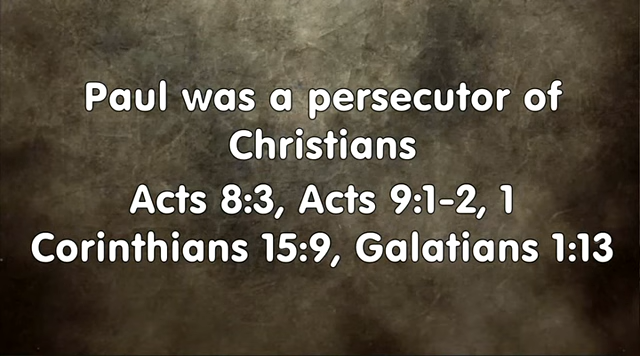 Paul was a persecutor of
Christians
Acts 8:3, Acts 9:1-2, 1
Corinthians 15:9, Galatians 1:13